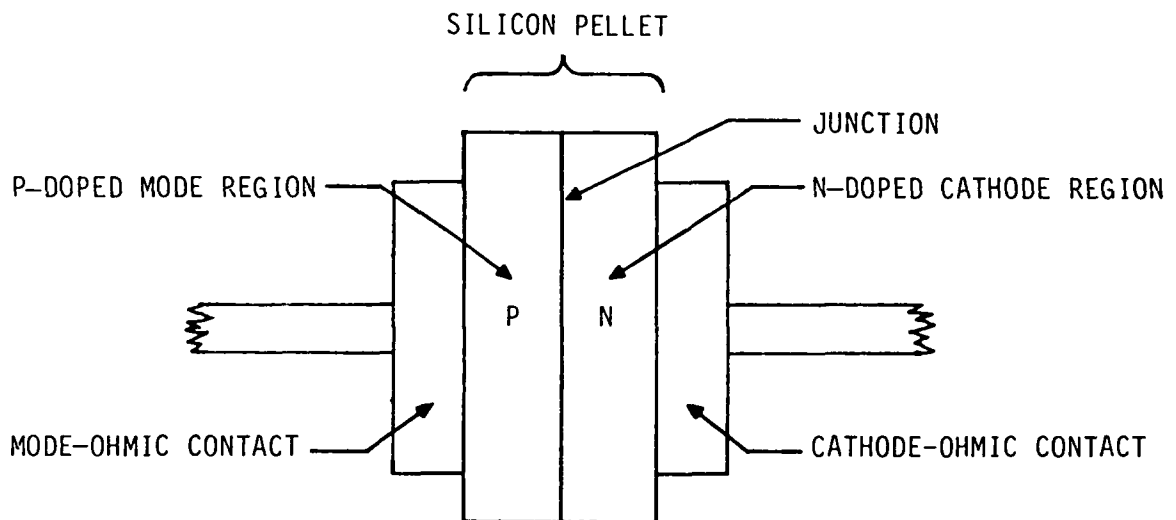 SILICON PELLET
JUNCTION
P-DOPED MODE REGION
N-DOPED CATHODE REGION
P
N
MODE-OHMIC CONTACT
CATHODE-OHMIC CONTACT